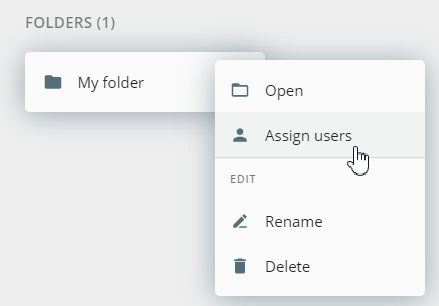 FOLDERS (1)
My folder
Open
Assign users
EDIT
Rename
Delete